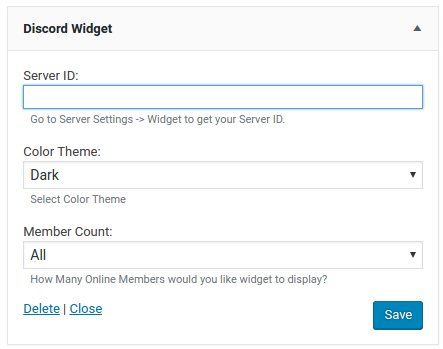 Discord Widget
Server ID:
Go to Server Settings -> Widget to get your Server ID.
Color Theme:
Dark
Select Color Theme
Member Count:
All
How Many Online Members would you like widget to display?
Delete | Close
Save